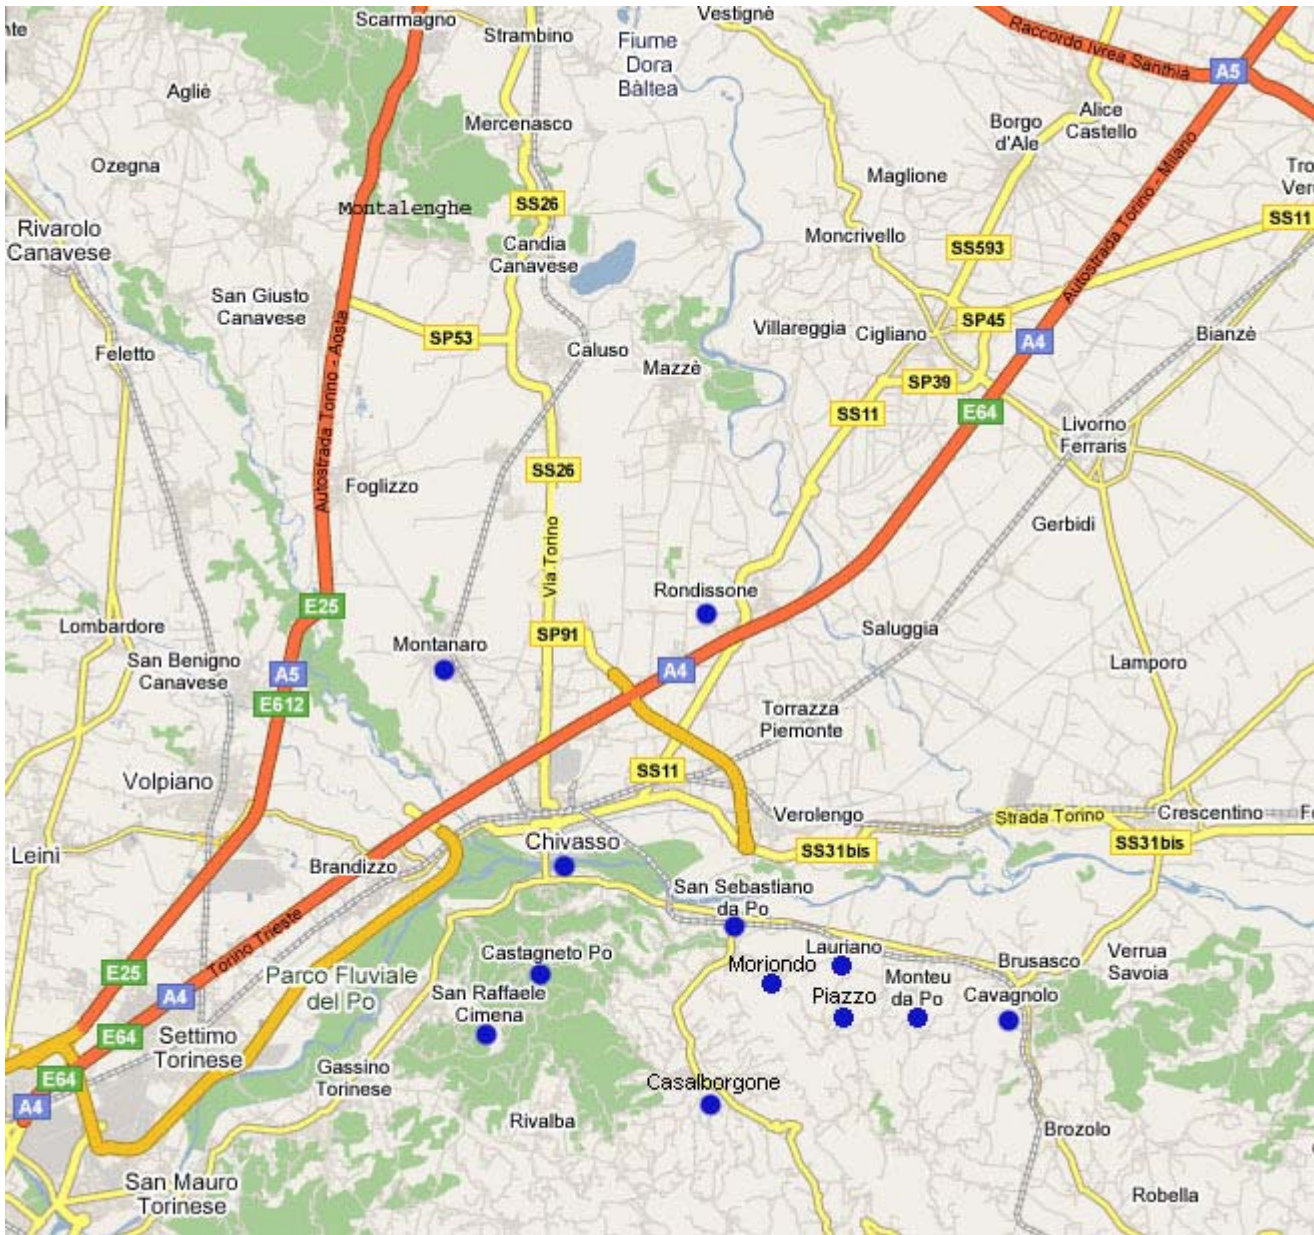 nte
Scarmagno
Strambino
Vestignè
Fiume
Dora
Bàltea
Raccordo Ivrea Santhià
A5
Agliè
Mercenasco
Borgo
d'Ale
Alice
Castello
Ozegna
Maglione
Tro
Ver
Montalenghe
SS26
SS11
Rivarolo
Canavese
Candia
Canavese
Moncrivello
SS593
Autostrada Torino - Milano
San Giusto
Canavese
SP53
Villareggia
Cigliano
SP45
A4
Bianzè
Feletto
Caluso
Mazzè
SP39
Autostrada Torino - Aosta
SS11
E64
Livorno
Ferraris
SS26
Foglizzo
Gerbidi
Via Torino
Rondissone
E25
Lombardore
Montanaro
SP91
Saluggia
San Benigno
Canavese
A5
A4
Lamporo
E612
Torrazza
Piemonte
Volpiano
SS11
Verolengo
Strada Torino
Crescentino
F
Leinì
Brandizzo
Chivasso
SS31bis
SS31bis
San Sebastiano
da Po
Torino Trieste
Castagneto Po
Lauriano
Verrua
Savoia
Parco Fluviale
del Po
Moriondo
Monteu
da Po
Brusasco
E25
A4
San Raffaele
Cimena
Piazzo
Cavagnolo
E64
Settimo
Torinese
E64
Gassino
Torinese
Casalborgone
A4
Rivalba
Brozolo
San Mauro
Torinese
Robella